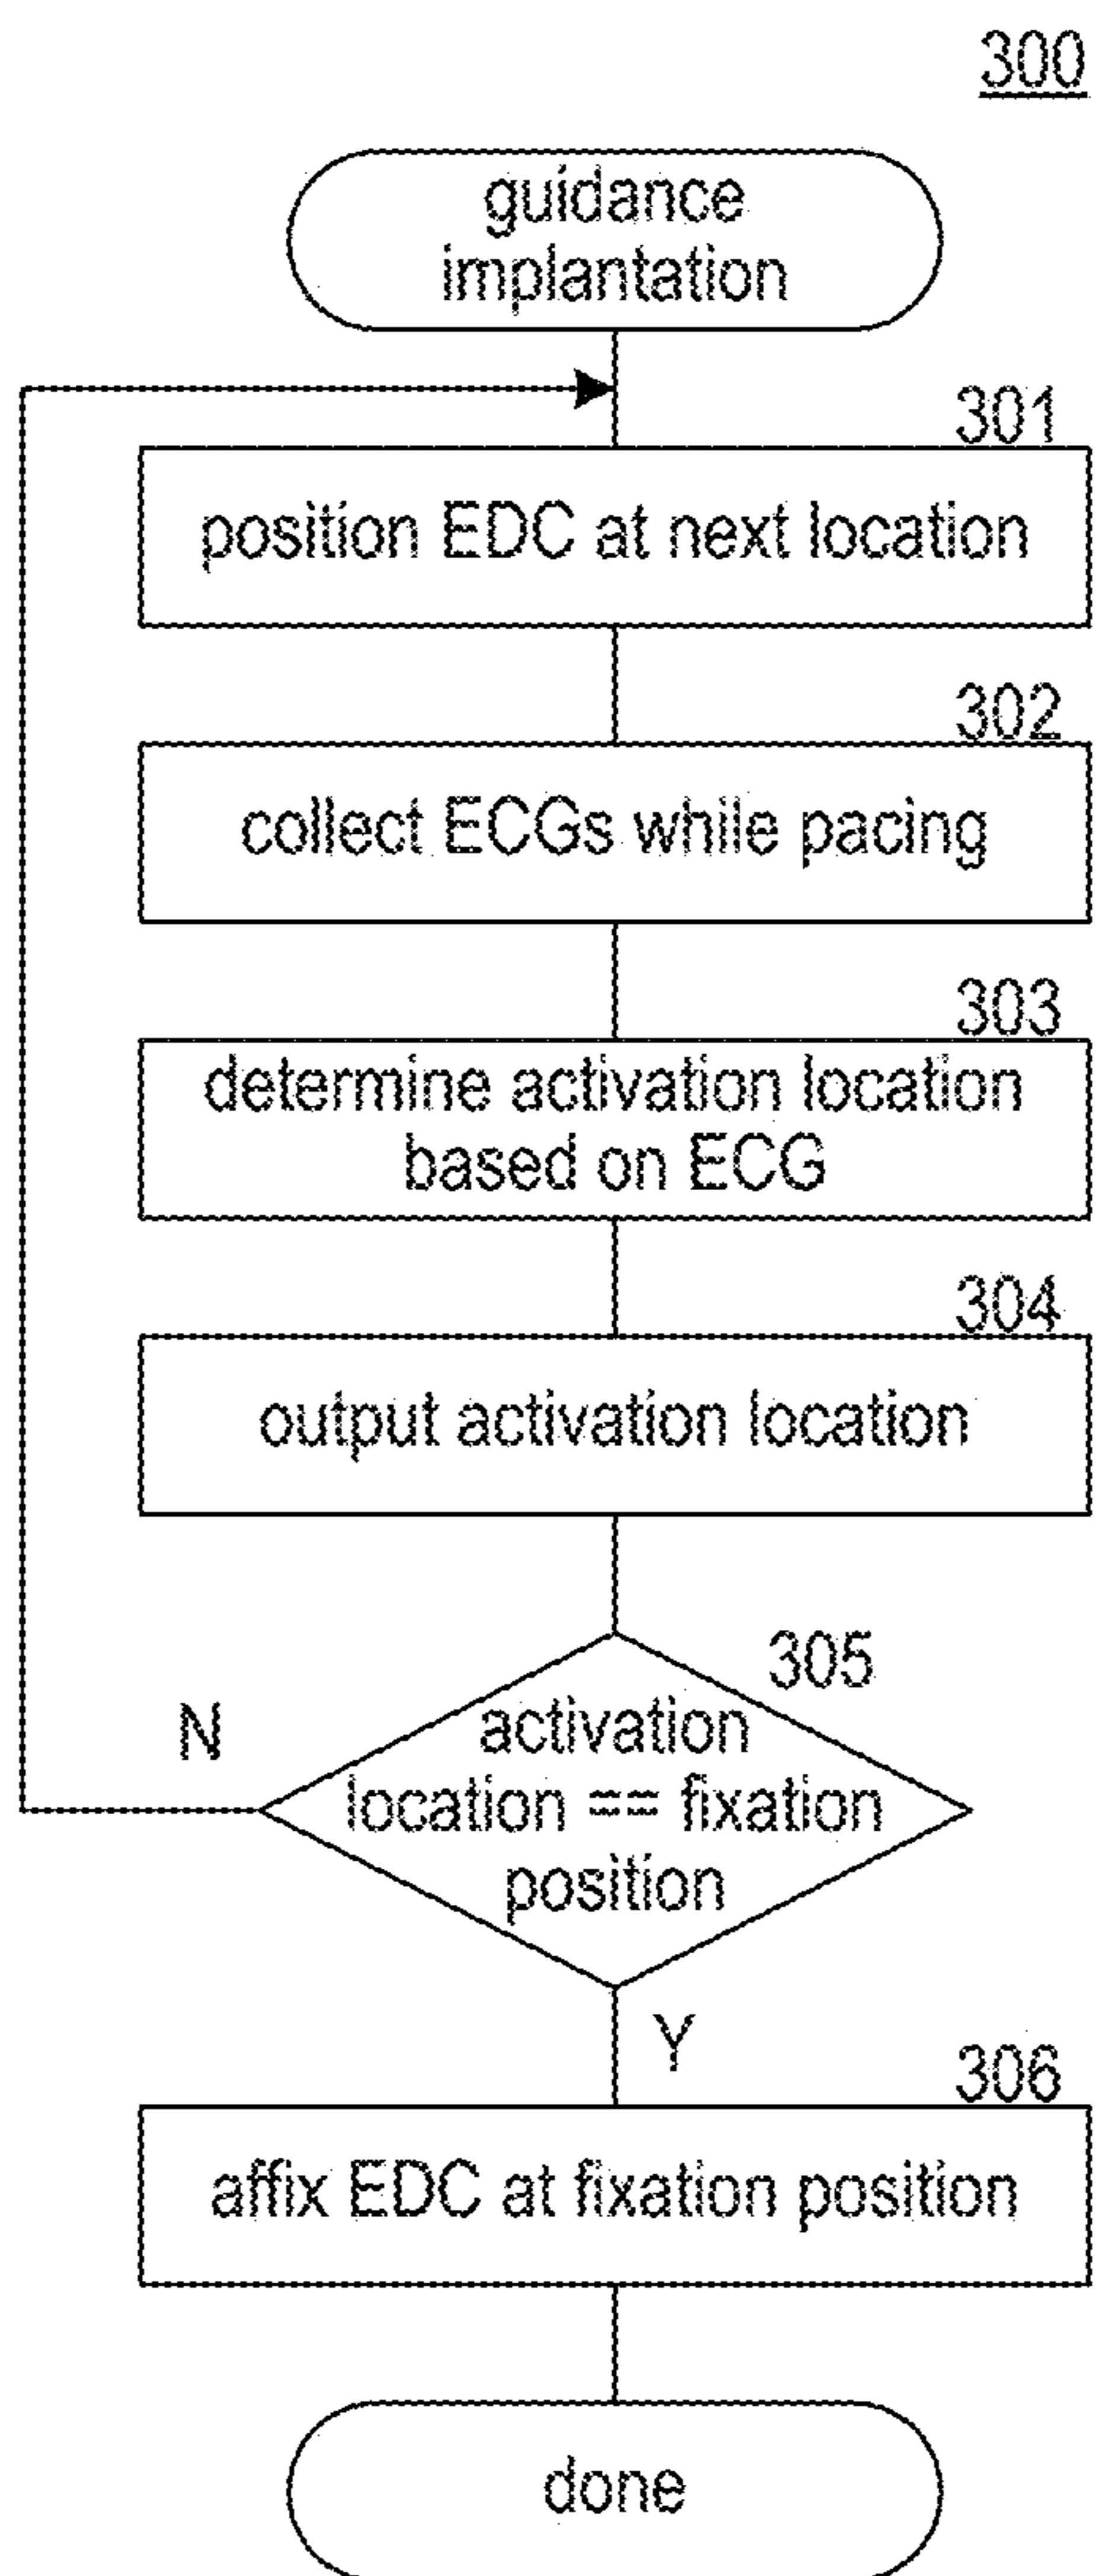 300
guidance
implantation
301
position EDC at next location
302
collect ECGs while pacing
303
determine activation location
based on ECG
304
output activation location
305
N
activation
location == fixation
position
Y
306
affix EDC at fixation position
done